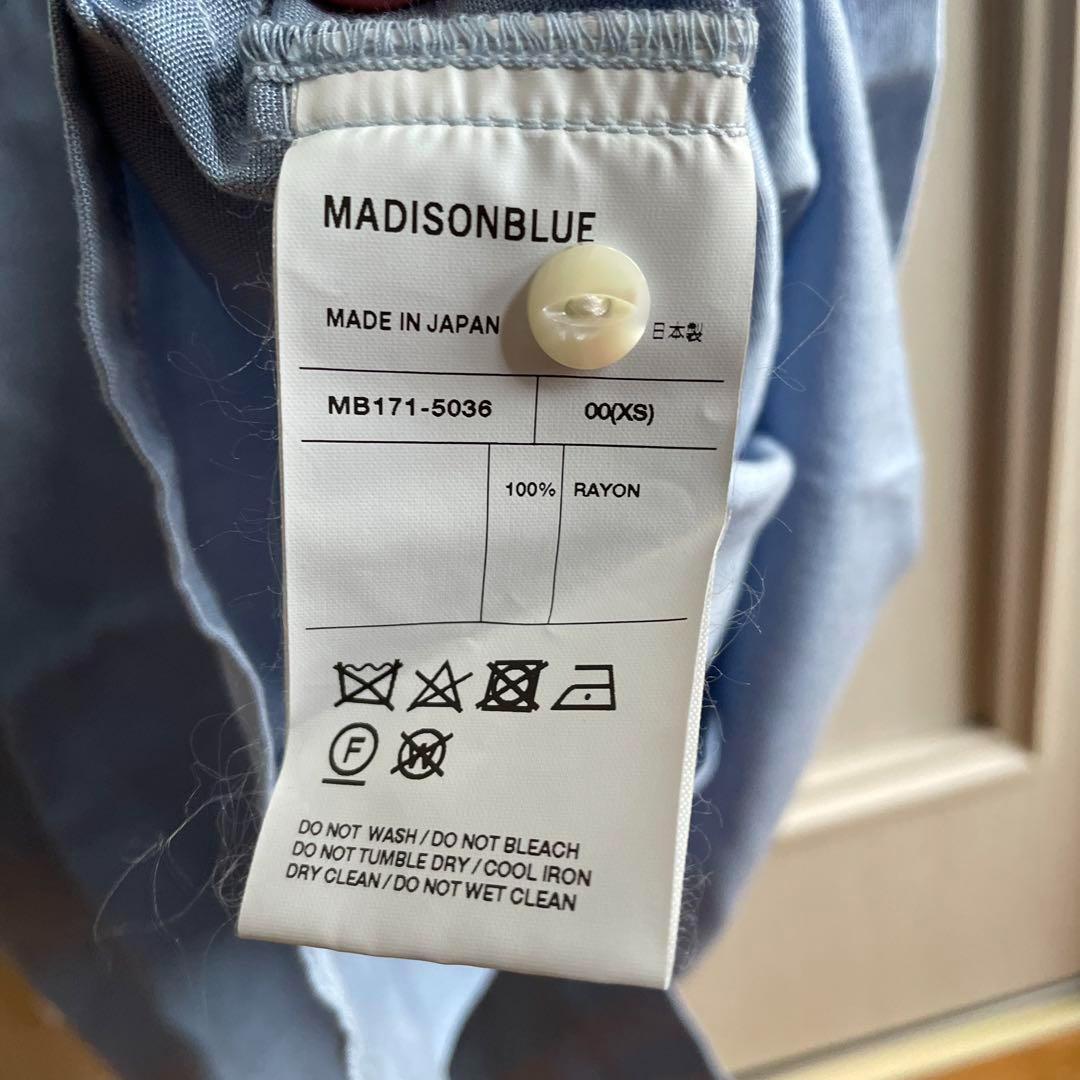 MADISONBLUE
MADE IN JAPAN 日本製
MB171-5036 00(XS)
100% RAYON
F W
DO NOT WASH / DO NOT BLEACH
DO NOT TUMBLE DRY / COOL IRON
DRY CLEAN / DO NOT WET CLEAN